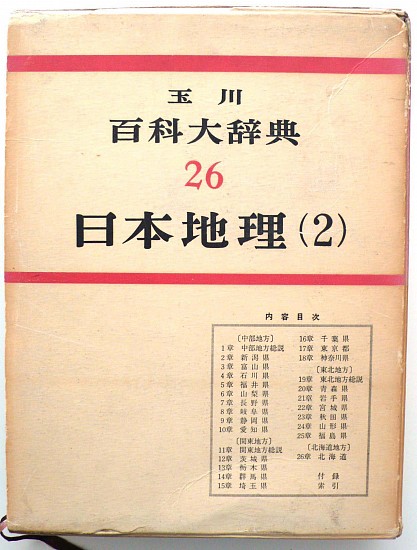 玉川
百科大辞典
26
日本地理(2)
内容目次
〔中部地方〕
1章 中部地方総説
2章 新潟県
3章 富山県
4章 石川県
5章 福井県
6章 山梨県
7章 長野県
8章 岐阜県
9章 静岡県
10章 愛知県
〔関東地方〕
11章 関東地方総説
12章 茨城県
13章 栃木県
14章 群馬県
15章 埼玉県
16章 千葉県
17章 東京都
18章 神奈川県
〔東北地方〕
19章 東北地方総説
20章 青森県
21章 岩手県
22章 宮城県
23章 秋田県
24章 山形県
25章 福島県
〔北海道地方〕
26章 北海道
付録
索引